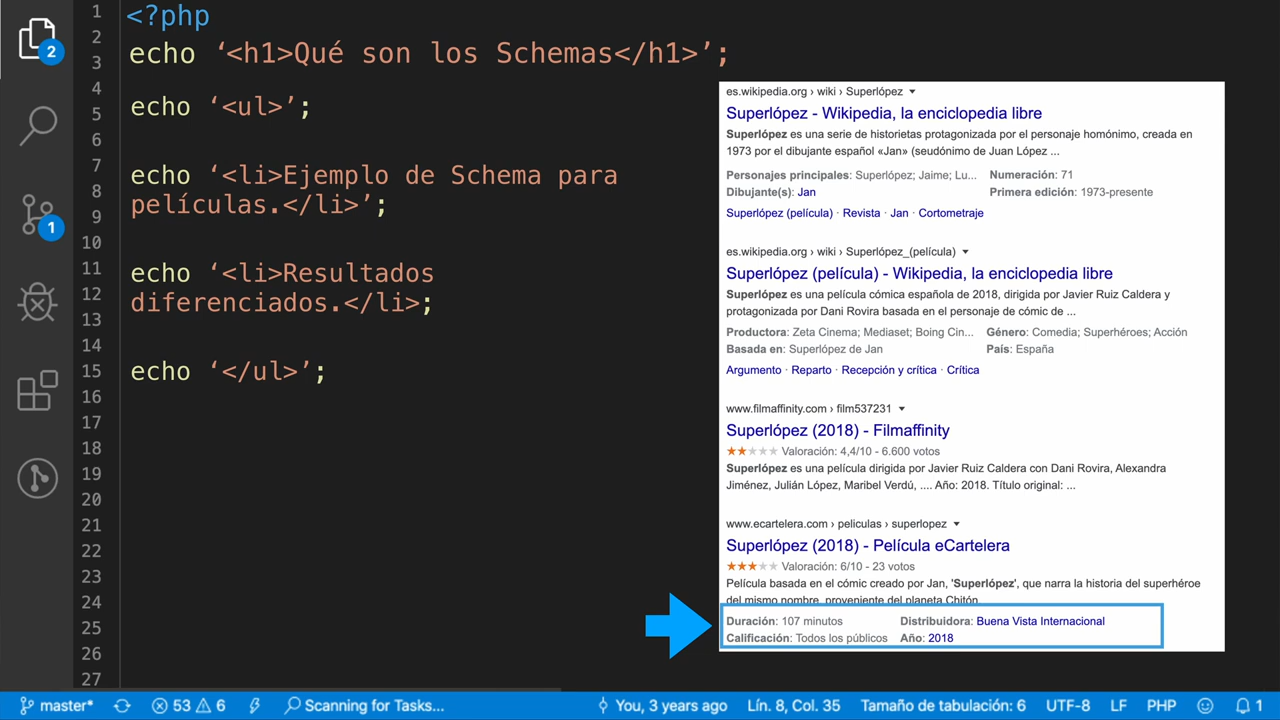 <?php
echo ‘<h1>Qué son los Schemas</h1>’;
echo ‘<ul>’;
echo ‘<li>Ejemplo de Schema para
películas.</li>’;
echo ‘<li>Resultados
diferenciados.</li>;
echo ‘</ul>’;
1
2
3
4
5
6
7
8
9
10
11
12
13
14
15
16
17
18
19
20
21
22
23
24
25
26
27
2
1
es.wikipedia.org › wiki › Superlópez
Superlópez - Wikipedia, la enciclopedia libre
Superlópez es una serie de historietas protagonizada por el personaje homónimo, creada en
1973 por el dibujante español «Jan» (seudónimo de Juan López ...
Personajes principales: Superlópez; Jaime; Lu... Numeración: 71
Dibujante(s): Jan Primera edición: 1973-presente
Superlópez (película) · Revista · Jan · Cortometraje
es.wikipedia.org › wiki › Superlópez_(película)
Superlópez (película) - Wikipedia, la enciclopedia libre
Superlópez es una película cómica española de 2018, dirigida por Javier Ruiz Caldera y
protagonizada por Dani Rovira basada en el personaje de cómic de ...
Productora: Zeta Cinema; Mediaset; Boing Cin... Género: Comedia; Superhéroes; Acción
Basada en: Superlópez de Jan País: España
Argumento · Reparto · Recepción y crítica · Crítica
www.filmaffinity.com › film537231
Superlópez (2018) - Filmaffinity
Valoración: 4,4/10 - 6.600 votos
Superlópez es una película dirigida por Javier Ruiz Caldera con Dani Rovira, Alexandra
Jiménez, Julián López, Maribel Verdú, .... Año: 2018. Título original: ...
www.ecartelera.com › peliculas › superlopez
Superlópez (2018) - Película eCartelera
Valoración: 6/10 - 23 votos
Película basada en el cómic creado por Jan, 'Superlópez', que narra la historia del superhéroe
del mismo nombre, proveniente del planeta Chitón.
Duración: 107 minutos Distribuidora: Buena Vista Internacional
Calificación: Todos los públicos Año: 2018
master* 53 6 Scanning for Tasks... You, 3 years ago Lín. 8, Col. 35 Tamaño de tabulación: 6 UTF-8 LF PHP 1